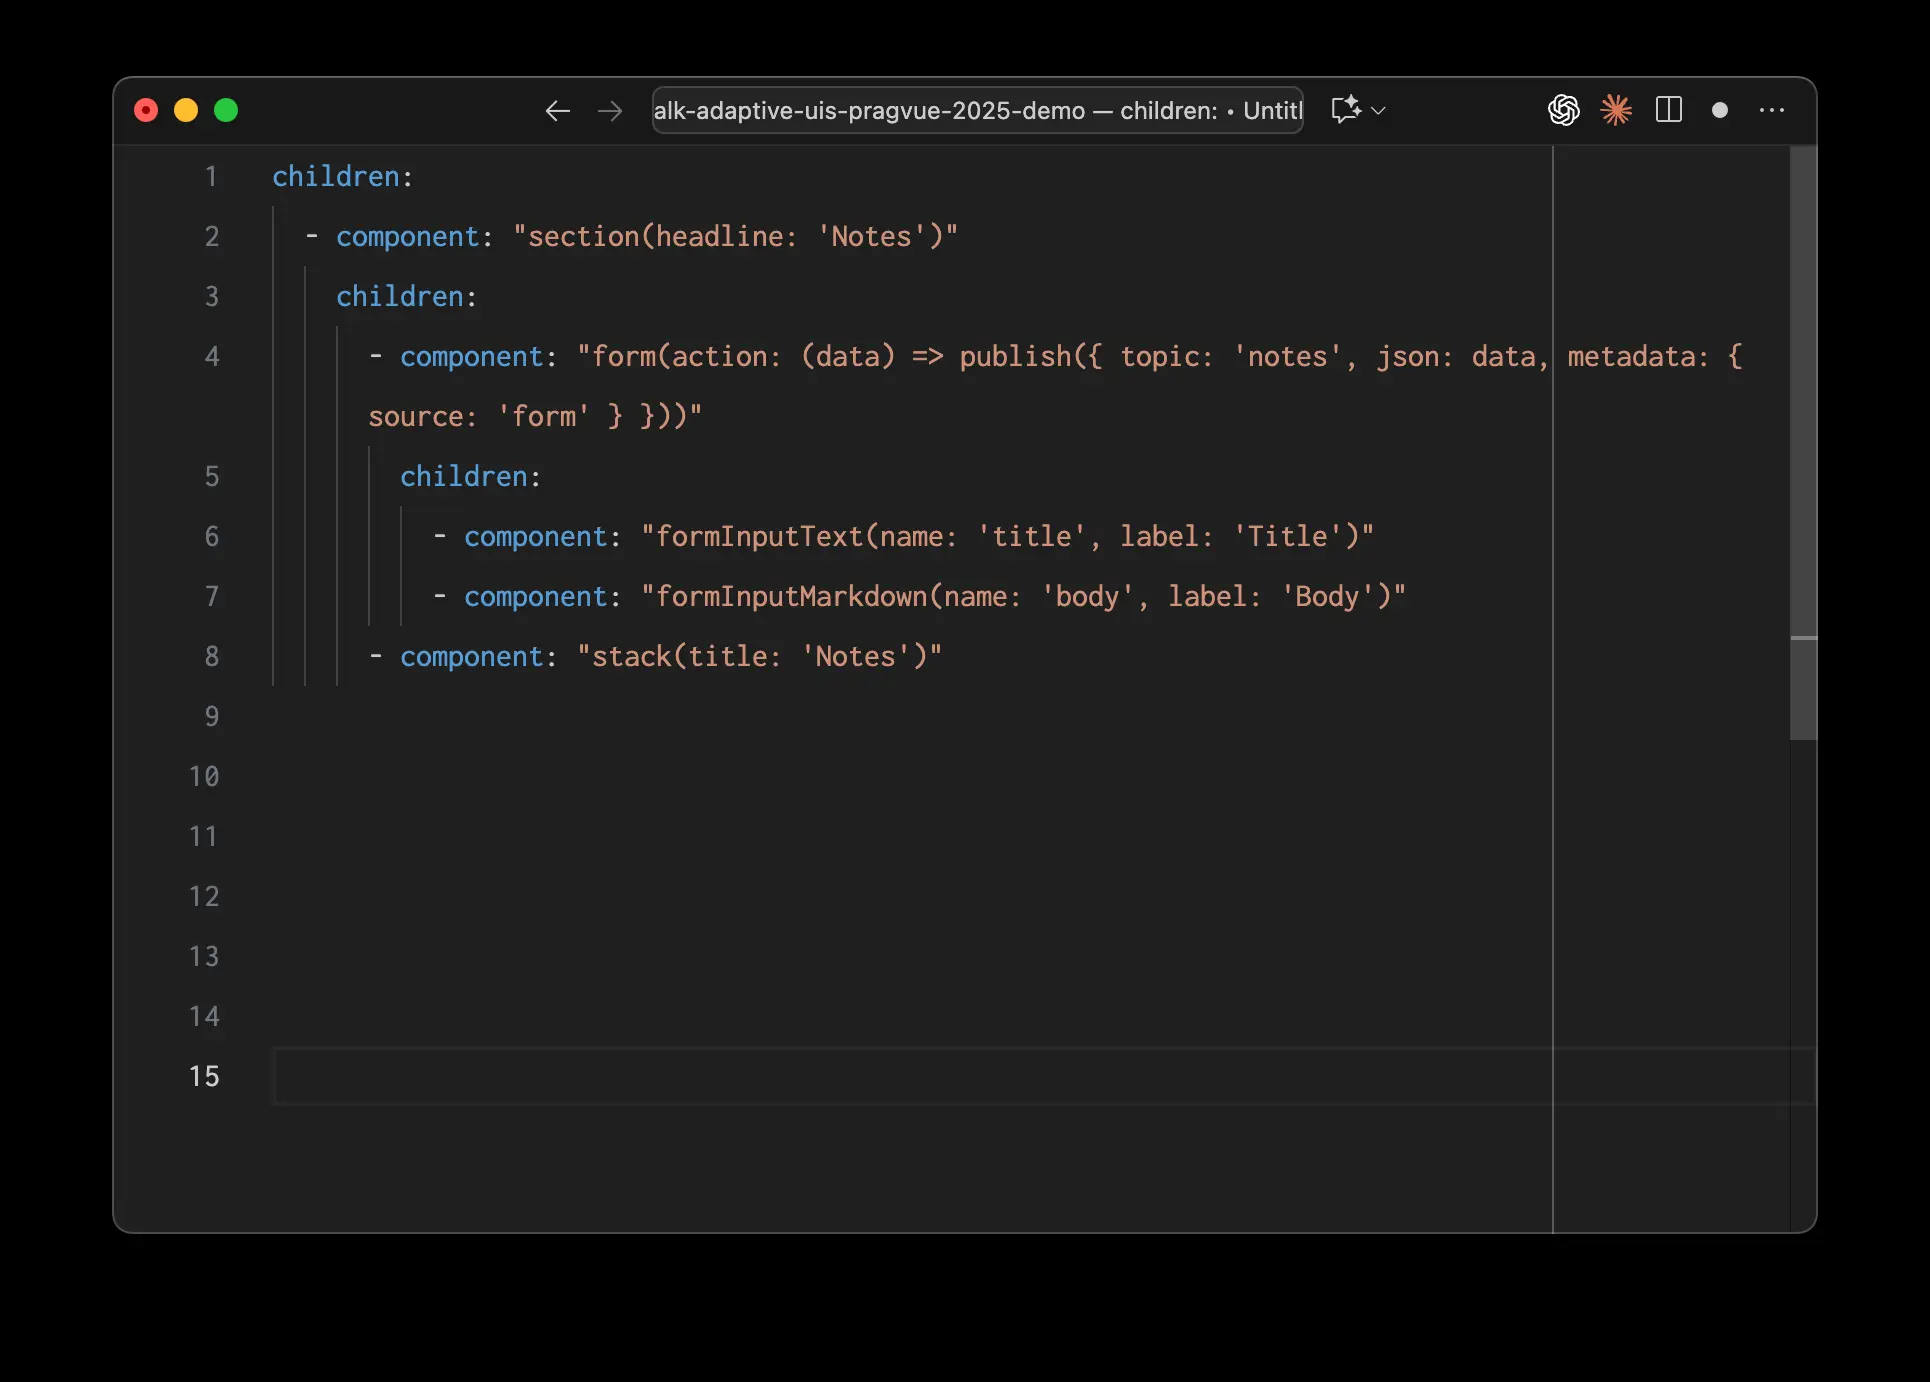 alk-adaptive-uis-pragvue-2025-demo — children: • Untitl
1 children:
2 - component: "section(headline: 'Notes')"
3 children:
4 - component: "form(action: (data) => publish({ topic: 'notes', json: data, metadata: {
source: 'form' } }))"
5 children:
6 - component: "formInputText(name: 'title', label: 'Title')"
7 - component: "formInputMarkdown(name: 'body', label: 'Body')"
8 - component: "stack(title: 'Notes')"
9
10
11
12
13
14
15